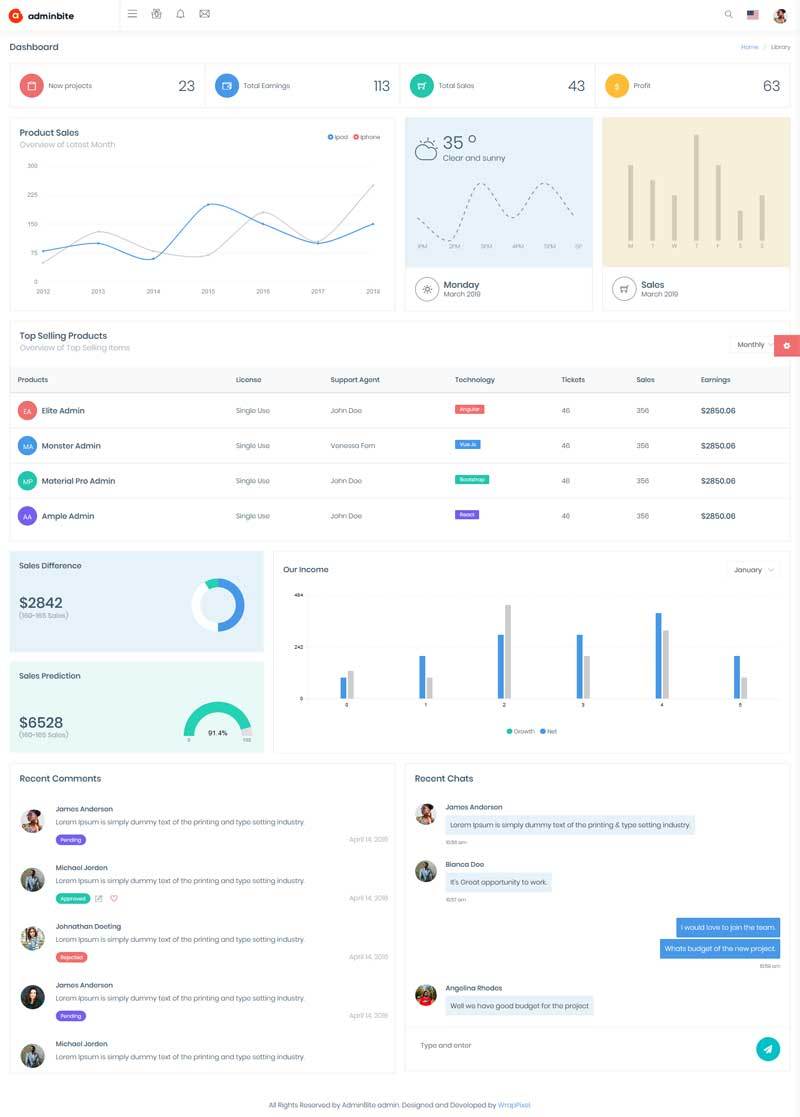 adminbite
Dashboard
Home / Library
New projects 23
Total Earnings 113
Total Sales 43
$ Profit 63
Product Sales
Overview of Latest Month
Ipod Iphone
300
225
150
75
0
2012 2013 2014 2015 2016 2017 2018
35 °
Clear and sunny
1PM 2PM 3PM 4PM 5PM
Monday
March 2019
M T W T F S S
Sales
March 2019
Top Selling Products
Overview of Top Selling Items
Monthly
Products License Support Agent Technology Tickets Sales Earnings
EA Elite Admin Single Use John Doe Angular 46 356 $2850.06
MA Monster Admin Single Use Venessa Fern Vue Js 46 356 $2850.06
MP Material Pro Admin Single Use John Doe Bootstrap 46 356 $2850.06
AA Ample Admin Single Use John Doe React 46 356 $2850.06
Sales Difference
$2842
(160-165 Sales)
Sales Prediction
$6528
(160-165 Sales)
91.4%
0 100
Our Income
January
484
242
0
0 1 2 3 4 5
Growth Net
Recent Comments
James Anderson
Lorem Ipsum is simply dummy text of the printing and type setting industry.
Pending April 14, 2016
Michael Jorden
Lorem Ipsum is simply dummy text of the printing and type setting industry.
Approved April 14, 2016
Johnathan Doeting
Lorem Ipsum is simply dummy text of the printing and type setting industry.
Rejected April 14, 2016
James Anderson
Lorem Ipsum is simply dummy text of the printing and type setting industry.
Pending April 14, 2016
Michael Jorden
Lorem Ipsum is simply dummy text of the printing and type setting industry.
Recent Chats
James Anderson
Lorem Ipsum is simply dummy text of the printing & type setting industry.
10:56 am
Bianca Doe
It's Great opportunity to work.
10:57 am
I would love to join the team.
Whats budget of the new project.
10:59 am
Angelina Rhodes
Well we have good budget for the project
Type and enter
All Rights Reserved by AdminBite admin. Designed and Developed by WrapPixel